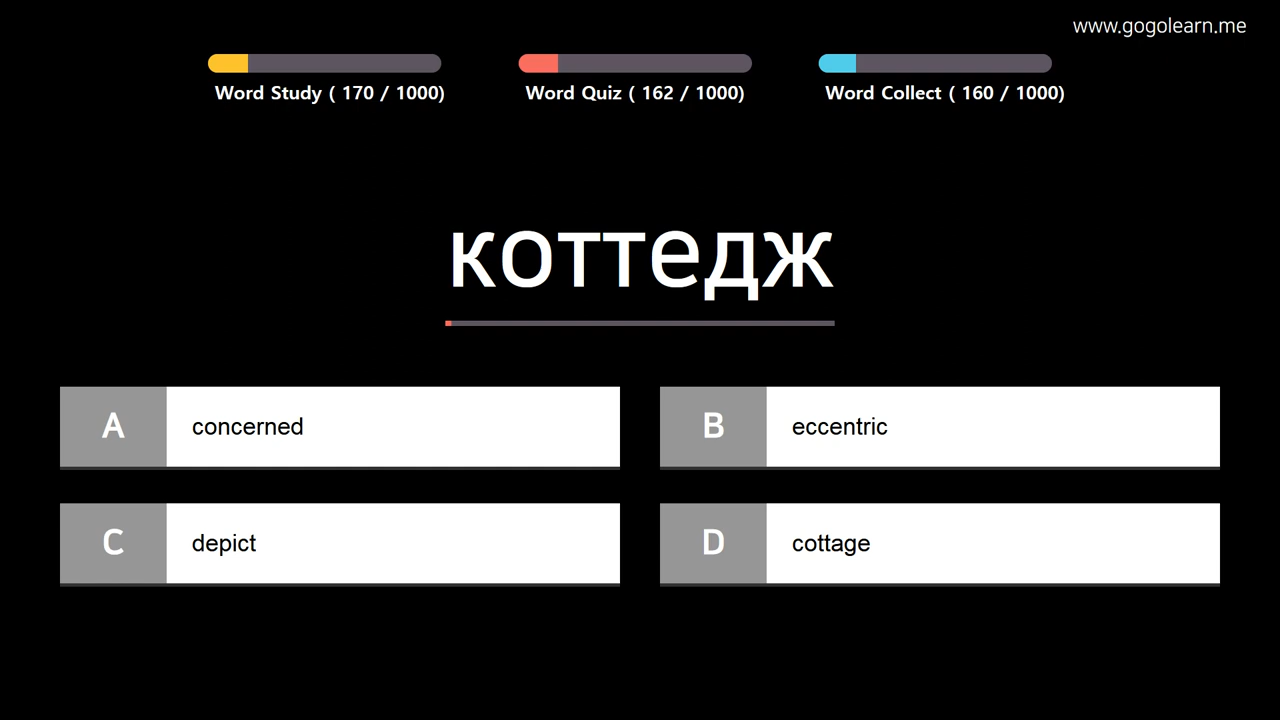 www.gogolearn.me
Word Study ( 170 / 1000)
Word Quiz ( 162 / 1000)
Word Collect ( 160 / 1000)
коттедж
A concerned
B eccentric
C depict
D cottage